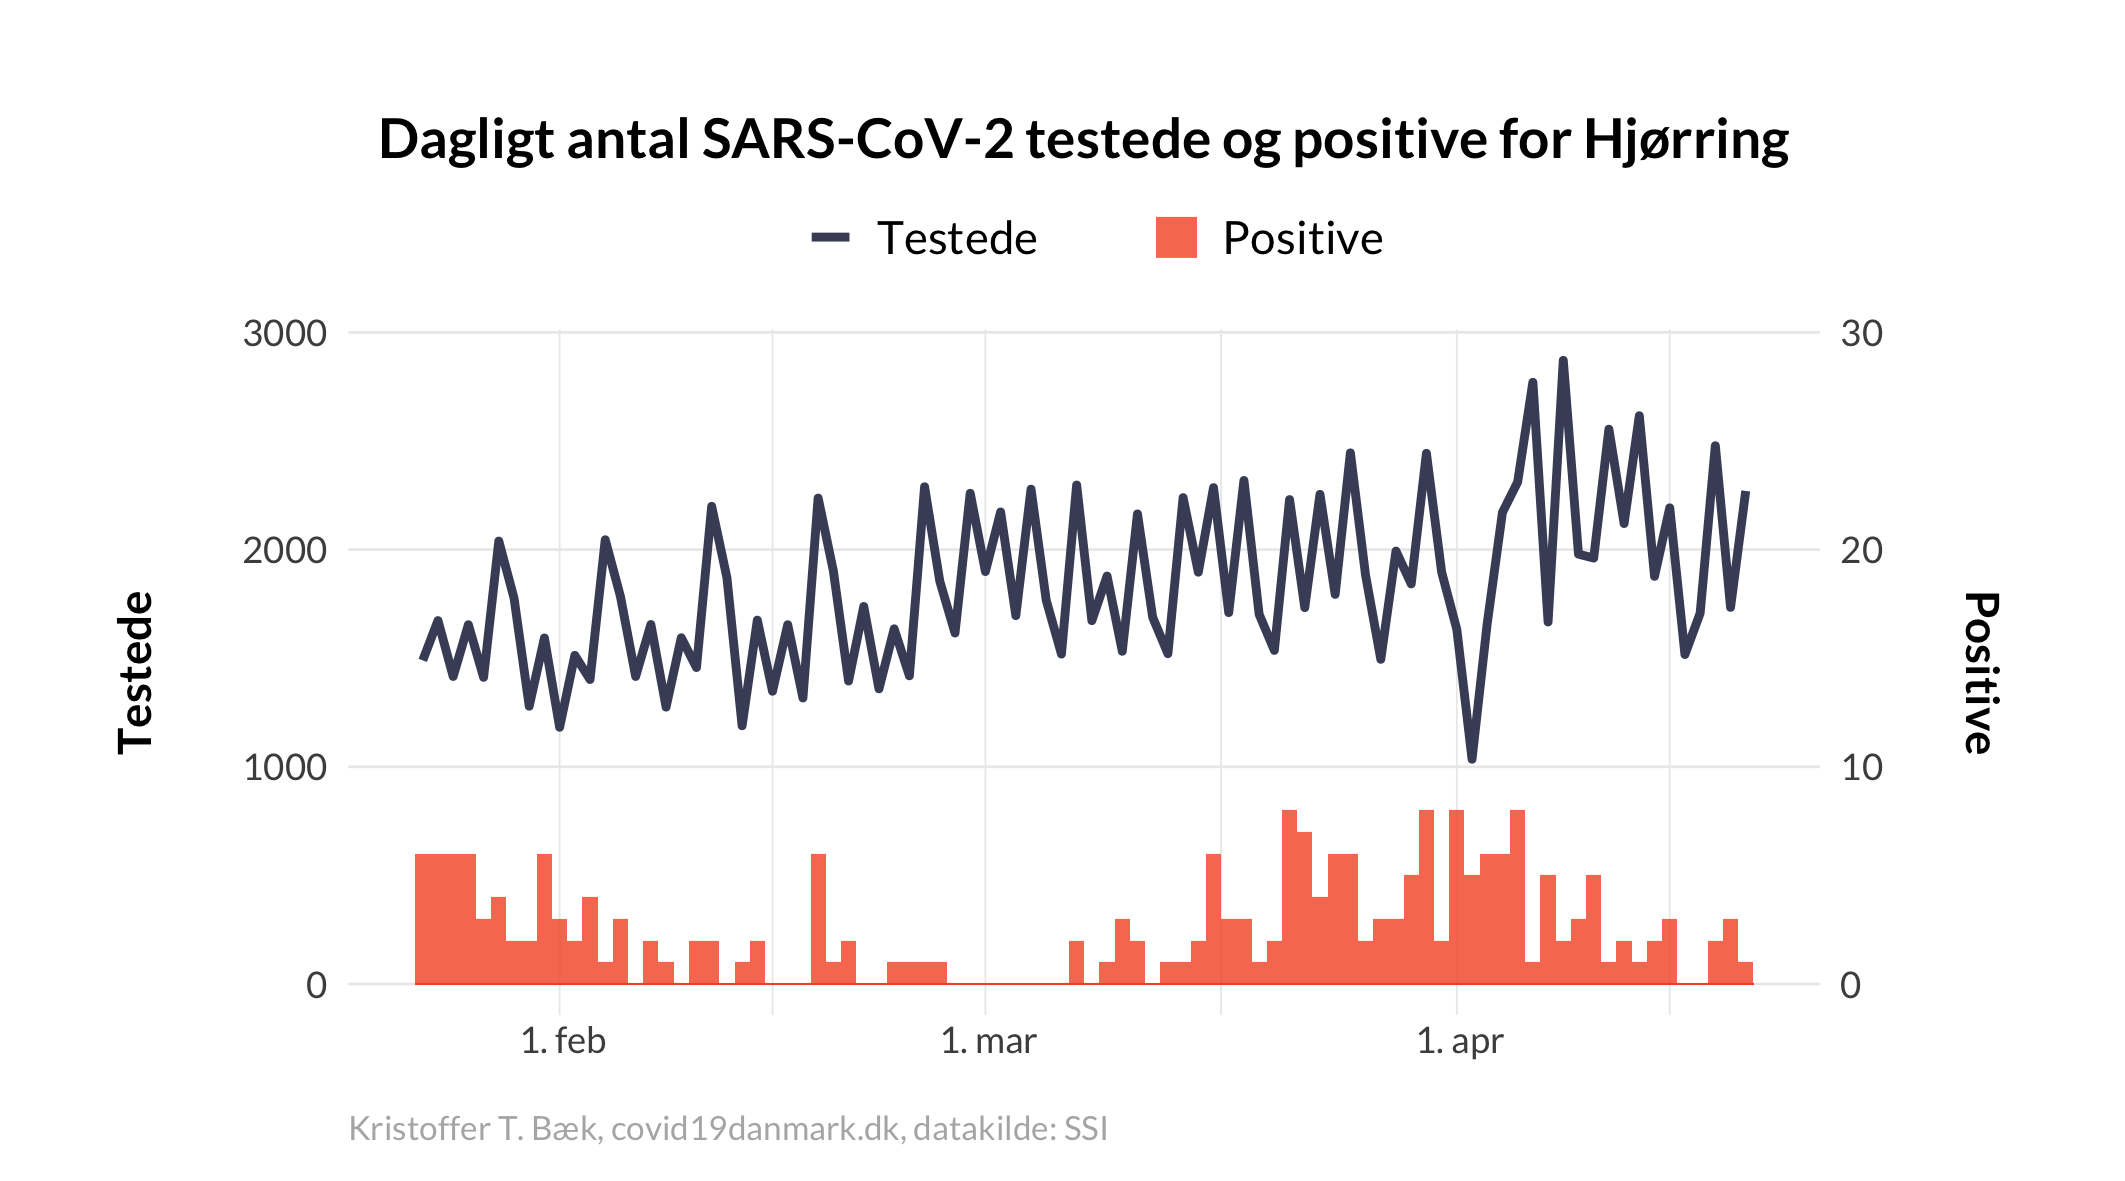 Dagligt antal SARS-CoV-2 testede og positive for Hjørring
Testede Positive
3000 30
2000 20
1000 10
0 0
Testede
Positive
1. feb 1. mar 1. apr
Kristoffer T. Bæk, covid19danmark.dk, datakilde: SSI